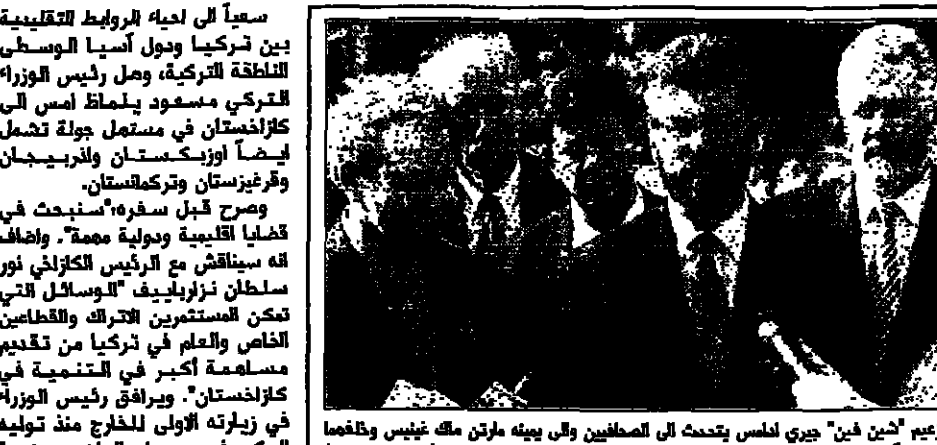 سعياً الى احياء الروابط التقليدية
بين تركيا ودول آسيا الوسطى
الناطقة التركية، وصل رئيس الوزراء
التركي مسعود يلماظ امس الى
كازاخستان في مستهل جولة تشمل
ايضاً اوزبكستان واذربيجان
وقرغيزستان وتركمانستان.
وصرح قبل سفره: "سنبحث في
قضايا اقليمية ودولية مهمة". واضاف
انه سيناقش مع الرئيس الكازاخي نور
سلطان نزارباييف "الوسائل التي
تمكن المستثمرين الاتراك والقطاعين
الخاص والعام في تركيا من تقديم
مساهمة أكبر في التنمية في
كازاخستان". ويرافق رئيس الوزراء
في زيارته الاولى للخارج منذ توليه
زعيم "شين فين" جيري ادامس يتحدث الى الصحافيين والى يمينه مارتن ماك غينيس وخلفهما